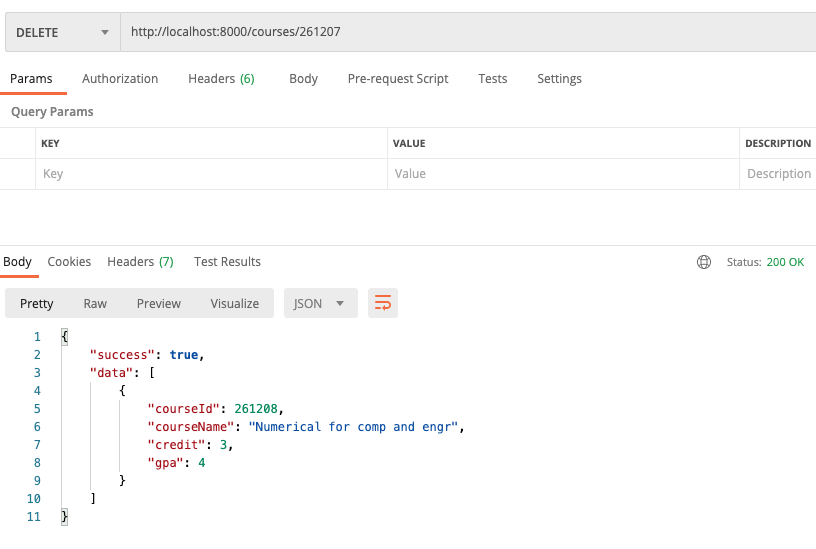 DELETE http://localhost:8000/courses/261207
Params Authorization Headers (6) Body Pre-request Script Tests Settings
Query Params
KEY VALUE DESCRIPTION
Key Value Description
Body Cookies Headers (7) Test Results Status: 200 OK
Pretty Raw Preview Visualize JSON
1 {
2 "success": true,
3 "data": [
4 {
5 "courseId": 261208,
6 "courseName": "Numerical for comp and engr",
7 "credit": 3,
8 "gpa": 4
9 }
10 ]
11 }